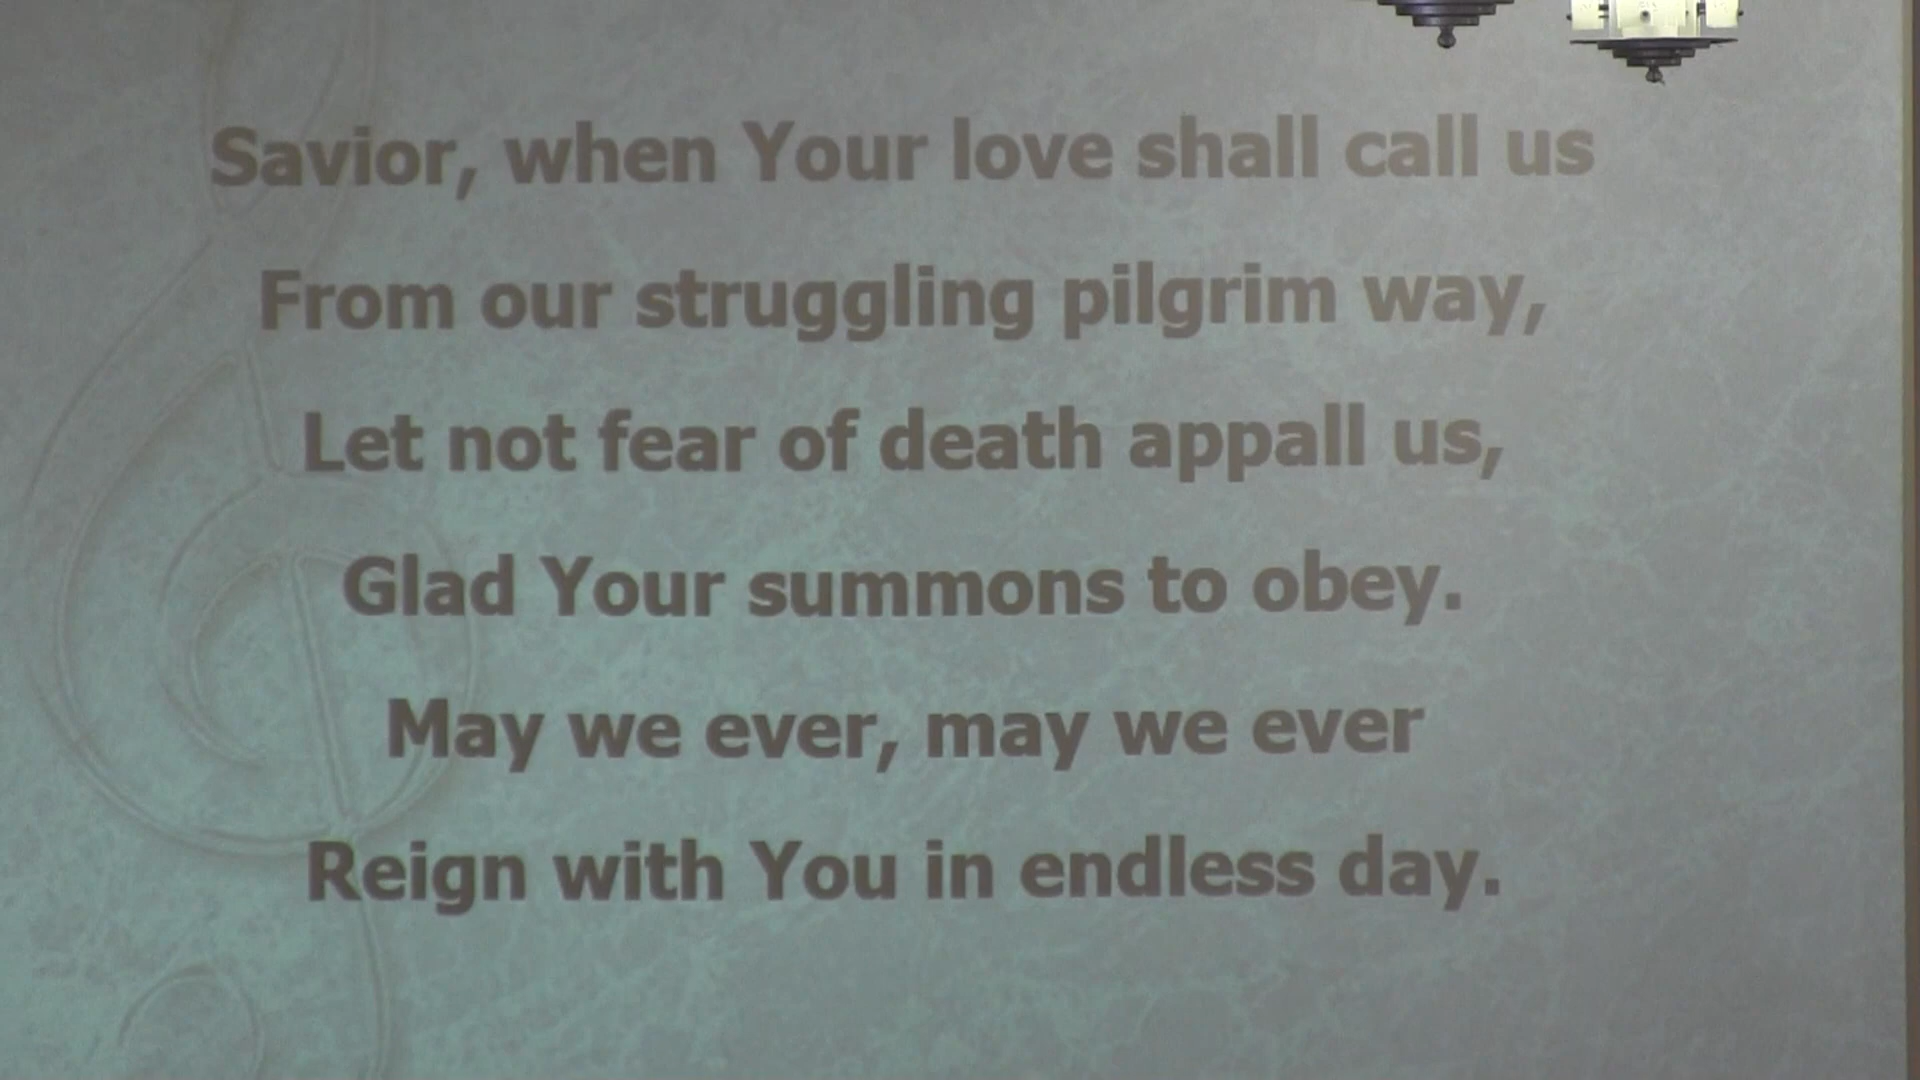 Savior, when Your love shall call us
From our struggling pilgrim way,
Let not fear of death appall us,
Glad Your summons to obey.
May we ever, may we ever
Reign with You in endless day.